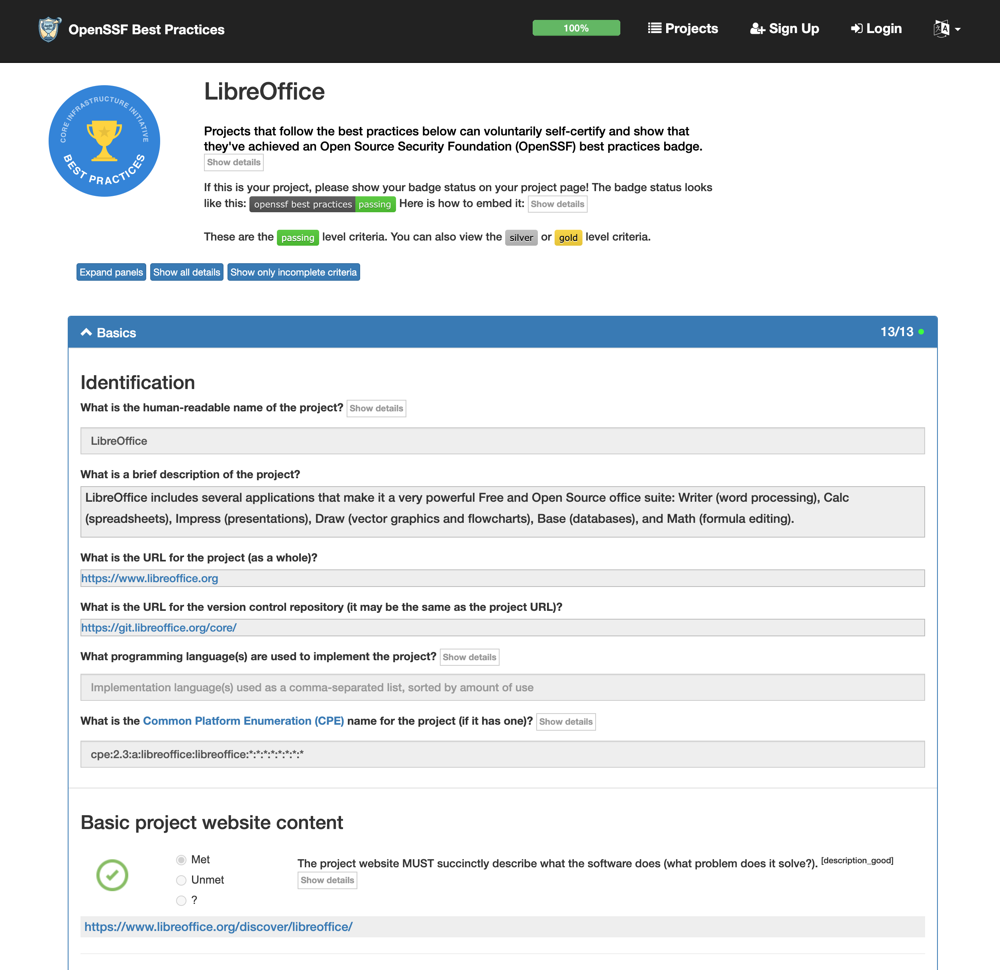 OpenSSF Best Practices
100%
Projects
Sign Up
Login
CORE INFRASTRUCTURE INITIATIVE
BEST PRACTICES
LibreOffice
Projects that follow the best practices below can voluntarily self-certify and show that
they've achieved an Open Source Security Foundation (OpenSSF) best practices badge.
Show details
If this is your project, please show your badge status on your project page! The badge status looks
like this: openssf best practices passing Here is how to embed it: Show details
These are the passing level criteria. You can also view the silver or gold level criteria.
Expand panels Show all details Show only incomplete criteria
Basics 13/13
Identification
What is the human-readable name of the project? Show details
LibreOffice
What is a brief description of the project?
LibreOffice includes several applications that make it a very powerful Free and Open Source office suite: Writer (word processing), Calc
(spreadsheets), Impress (presentations), Draw (vector graphics and flowcharts), Base (databases), and Math (formula editing).
What is the URL for the project (as a whole)?
https://www.libreoffice.org
What is the URL for the version control repository (it may be the same as the project URL)?
https://git.libreoffice.org/core/
What programming language(s) are used to implement the project? Show details
Implementation language(s) used as a comma-separated list, sorted by amount of use
What is the Common Platform Enumeration (CPE) name for the project (if it has one)? Show details
cpe:2.3:a:libreoffice:libreoffice:*:*:*:*:*:*:*:*
Basic project website content
Met
Unmet
?
The project website MUST succinctly describe what the software does (what problem does it solve?). [description_good]
Show details
https://www.libreoffice.org/discover/libreoffice/